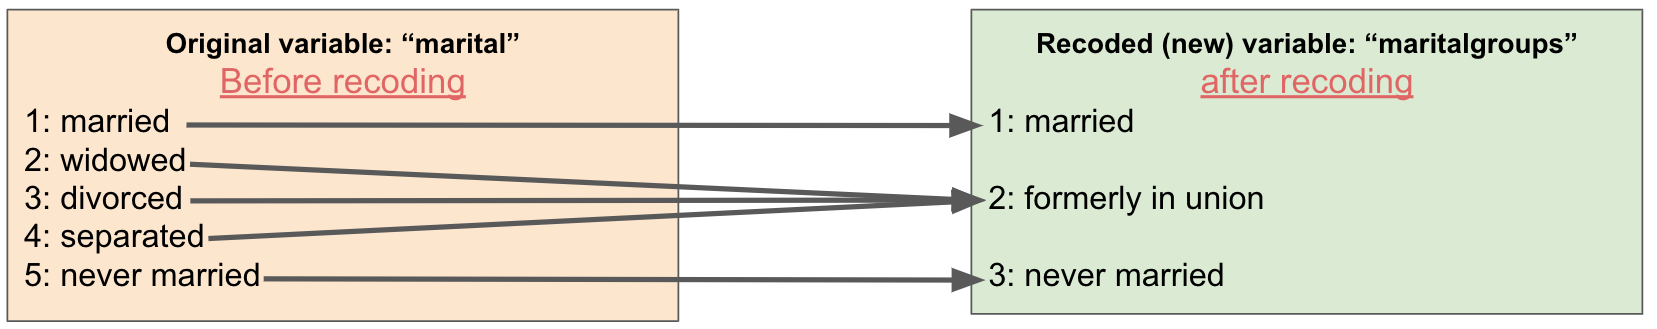 Original variable: “marital”
Before recoding
1: married
2: widowed
3: divorced
4: separated
5: never married
Recoded (new) variable: “maritalgroups”
after recoding
1: married
2: formerly in union
3: never married